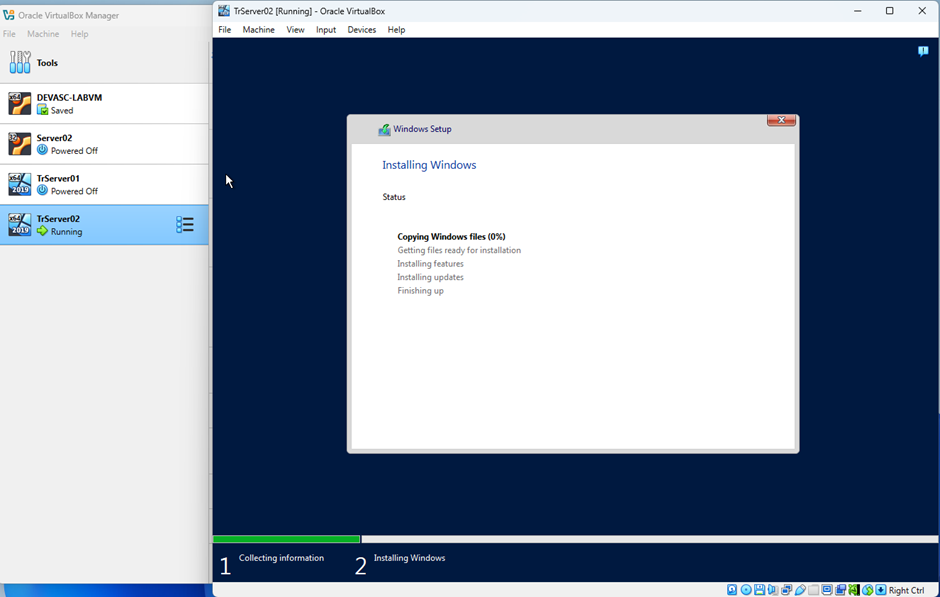 Oracle VirtualBox Manager
File Machine Help
Tools
x64
DEVASC-LABVM
Saved
Server02
Powered Off
x64
2019
TrServer01
Powered Off
x64
2019
TrServer02
Running
TrServer02 [Running] - Oracle VirtualBox
File Machine View Input Devices Help
Windows Setup
Installing Windows
Status
Copying Windows files (0%)
Getting files ready for installation
Installing features
Installing updates
Finishing up
1 Collecting information
2 Installing Windows
Right Ctrl